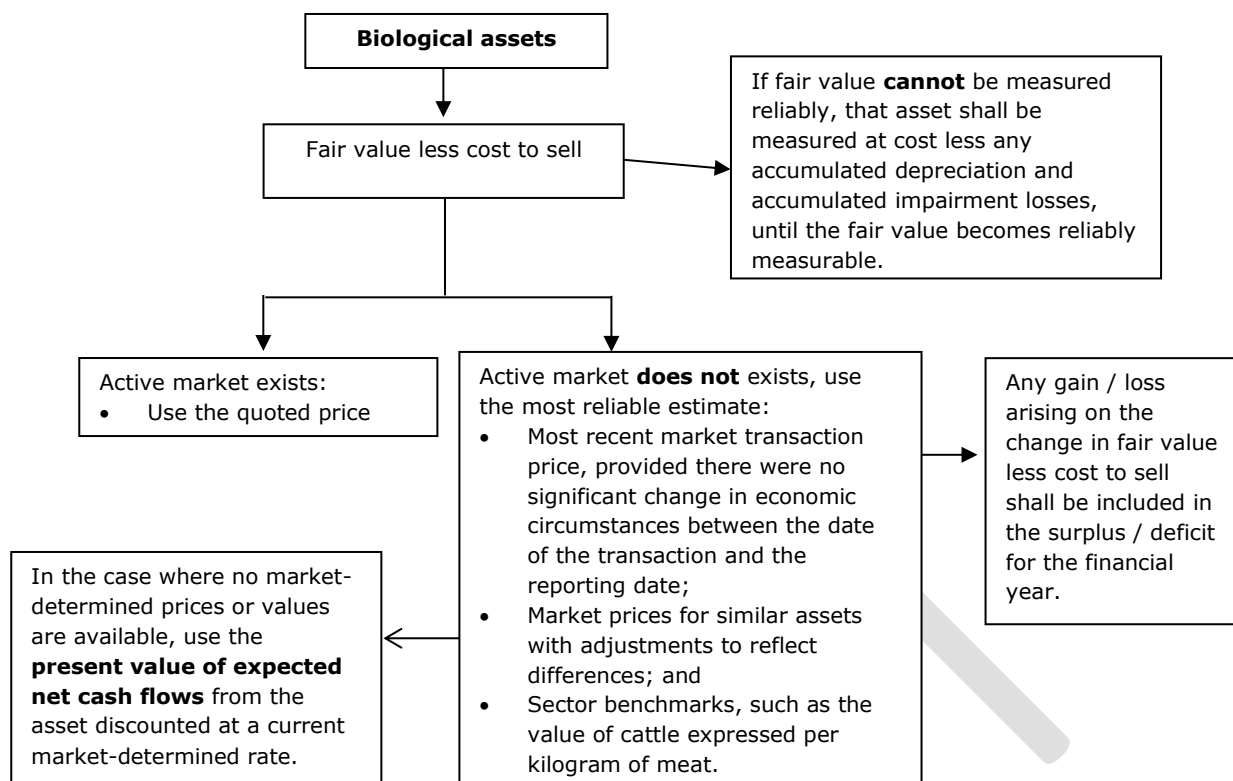 Biological assets
Fair value less cost to sell
If fair value cannot be measured
reliably, that asset shall be
measured at cost less any
accumulated depreciation and
accumulated impairment losses,
until the fair value becomes reliably
measurable.
Active market exists:
• Use the quoted price
Active market does not exists, use
the most reliable estimate:
• Most recent market transaction
price, provided there were no
significant change in economic
circumstances between the date
of the transaction and the
reporting date;
• Market prices for similar assets
with adjustments to reflect
differences; and
• Sector benchmarks, such as the
value of cattle expressed per
kilogram of meat.
Any gain / loss
arising on the
change in fair value
less cost to sell
shall be included in
the surplus / deficit
for the financial
year.
In the case where no market-
determined prices or values
are available, use the
present value of expected
net cash flows from the
asset discounted at a current
market-determined rate.